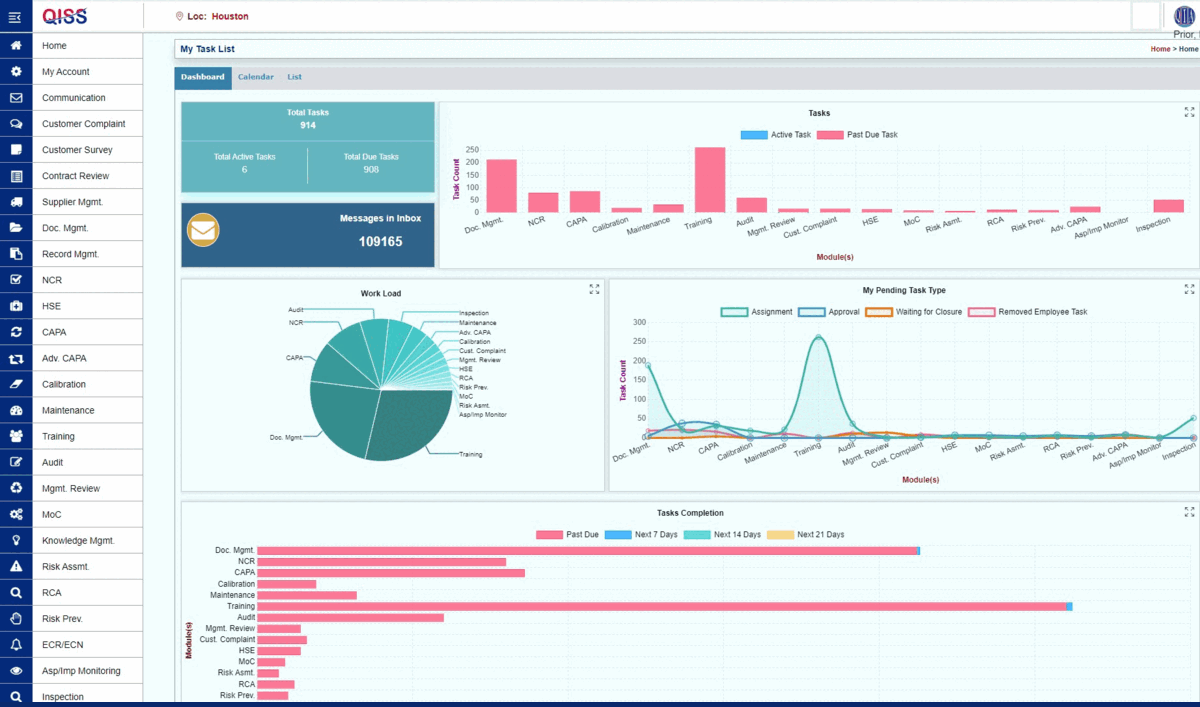 QISS
Loc: Houston
Prior,
Home
My Account
Communication
Customer Complaint
Customer Survey
Contract Review
Supplier Mgmt.
Doc. Mgmt.
Record Mgmt.
NCR
HSE
CAPA
Adv. CAPA
Calibration
Maintenance
Training
Audit
Mgmt. Review
MoC
Knowledge Mgmt.
Risk Assmt.
RCA
Risk Prev.
ECR/ECN
Asp/Imp Monitoring
Inspection
My Task List
Home > Home
Dashboard Calendar List
Total Tasks
914
Total Active Tasks Total Due Tasks
6 908
Messages in Inbox
109165
Tasks
Active Task Past Due Task
Task Count
250
200
150
100
50
0
Doc. Mgmt. NCR CAPA Calibration Maintenance Training Audit Mgmt. Review Cust. Complaint HSE MoC Risk Asmt. RCA Risk Prev. Adv. CAPA Asp/Imp Monitor Inspection
Module(s)
Work Load
Audit
NCR
CAPA
Doc. Mgmt.
Inspection
Maintenance
Adv. CAPA
Calibration
Cust. Complaint
Mgmt. Review
HSE
RCA
Risk Prev.
MoC
Risk Asmt.
Asp/Imp Monitor
Training
My Pending Task Type
Assignment Approval Waiting for Closure Removed Employee Task
Task Count
300
250
200
150
100
50
0
Doc. Mgmt. NCR CAPA Calibration Maintenance Training Audit Mgmt. Review Cust. Complaint HSE MoC Risk Asmt. RCA Risk Prev. Adv. CAPA Asp/Imp Monitor Inspection
Module(s)
Tasks Completion
Past Due Next 7 Days Next 14 Days Next 21 Days
Module(s)
Doc. Mgmt.
NCR
CAPA
Calibration
Maintenance
Training
Audit
Mgmt. Review
Cust. Complaint
HSE
MoC
Risk Asmt.
RCA
Risk Prev.